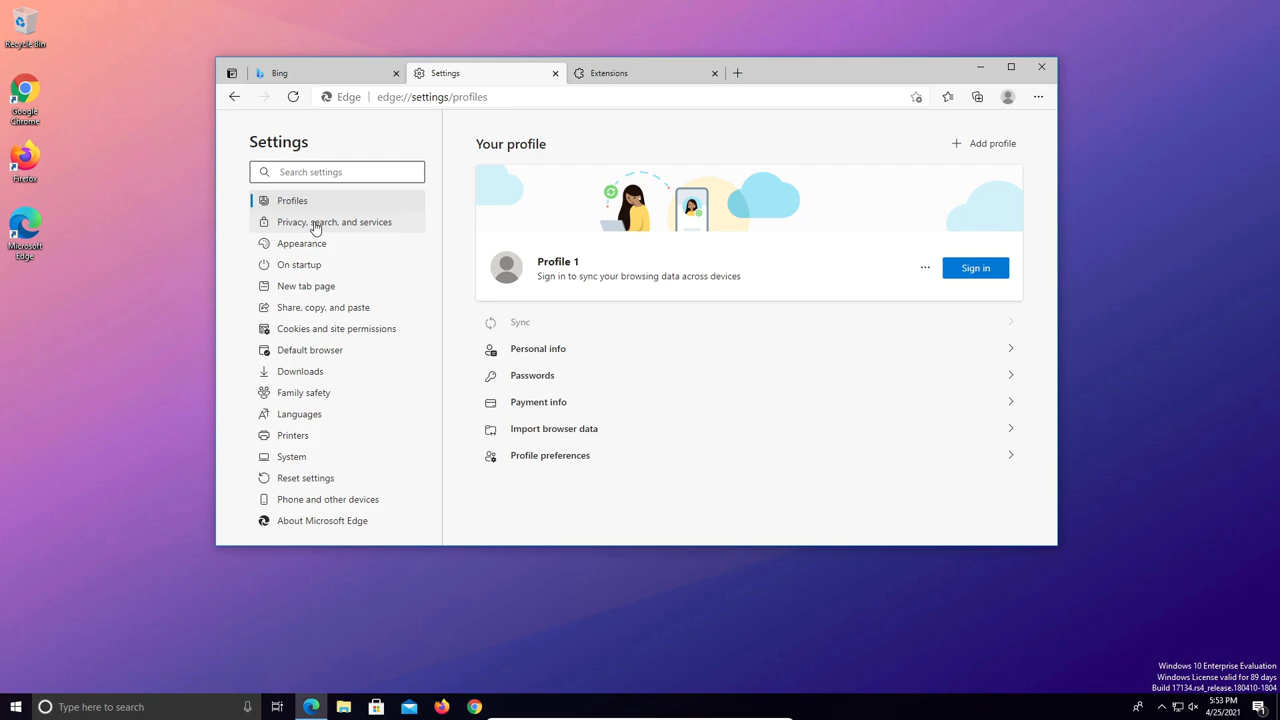 Recycle Bin
Google
Chrome
Firefox
Microsoft
Edge
Bing
Settings
Extensions
Edge
edge://settings/profiles
Settings
Search settings
Profiles
Privacy, search, and services
Appearance
On startup
New tab page
Share, copy, and paste
Cookies and site permissions
Default browser
Downloads
Family safety
Languages
Printers
System
Reset settings
Phone and other devices
About Microsoft Edge
Your profile
Add profile
Profile 1
Sign in to sync your browsing data across devices
Sign in
Sync
Personal info
Passwords
Payment info
Import browser data
Profile preferences
Windows 10 Enterprise Evaluation
Windows License valid for 89 days
Build 17134.rs4_release.180410-1804
Type here to search
5:53 PM
4/25/2021
1